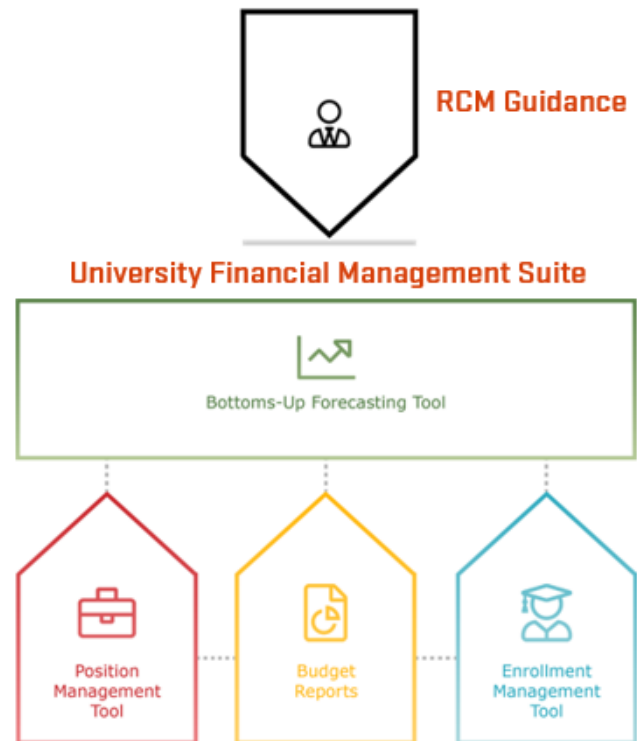 RCM Guidance
University Financial Management Suite
Bottoms-Up Forecasting Tool
Position
Management
Tool
Budget
Reports
Enrollment
Management
Tool